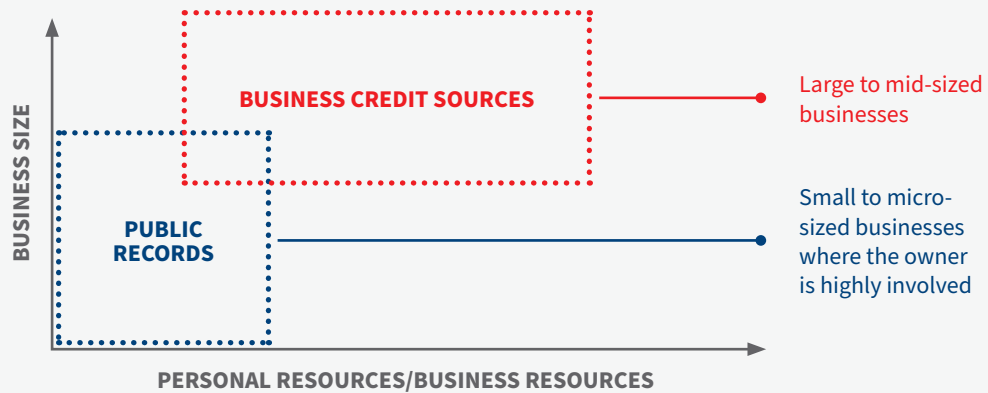 BUSINESS SIZE
BUSINESS CREDIT SOURCES
Large to mid-sized
businesses
PUBLIC
RECORDS
Small to micro-
sized businesses
where the owner
is highly involved
PERSONAL RESOURCES/BUSINESS RESOURCES